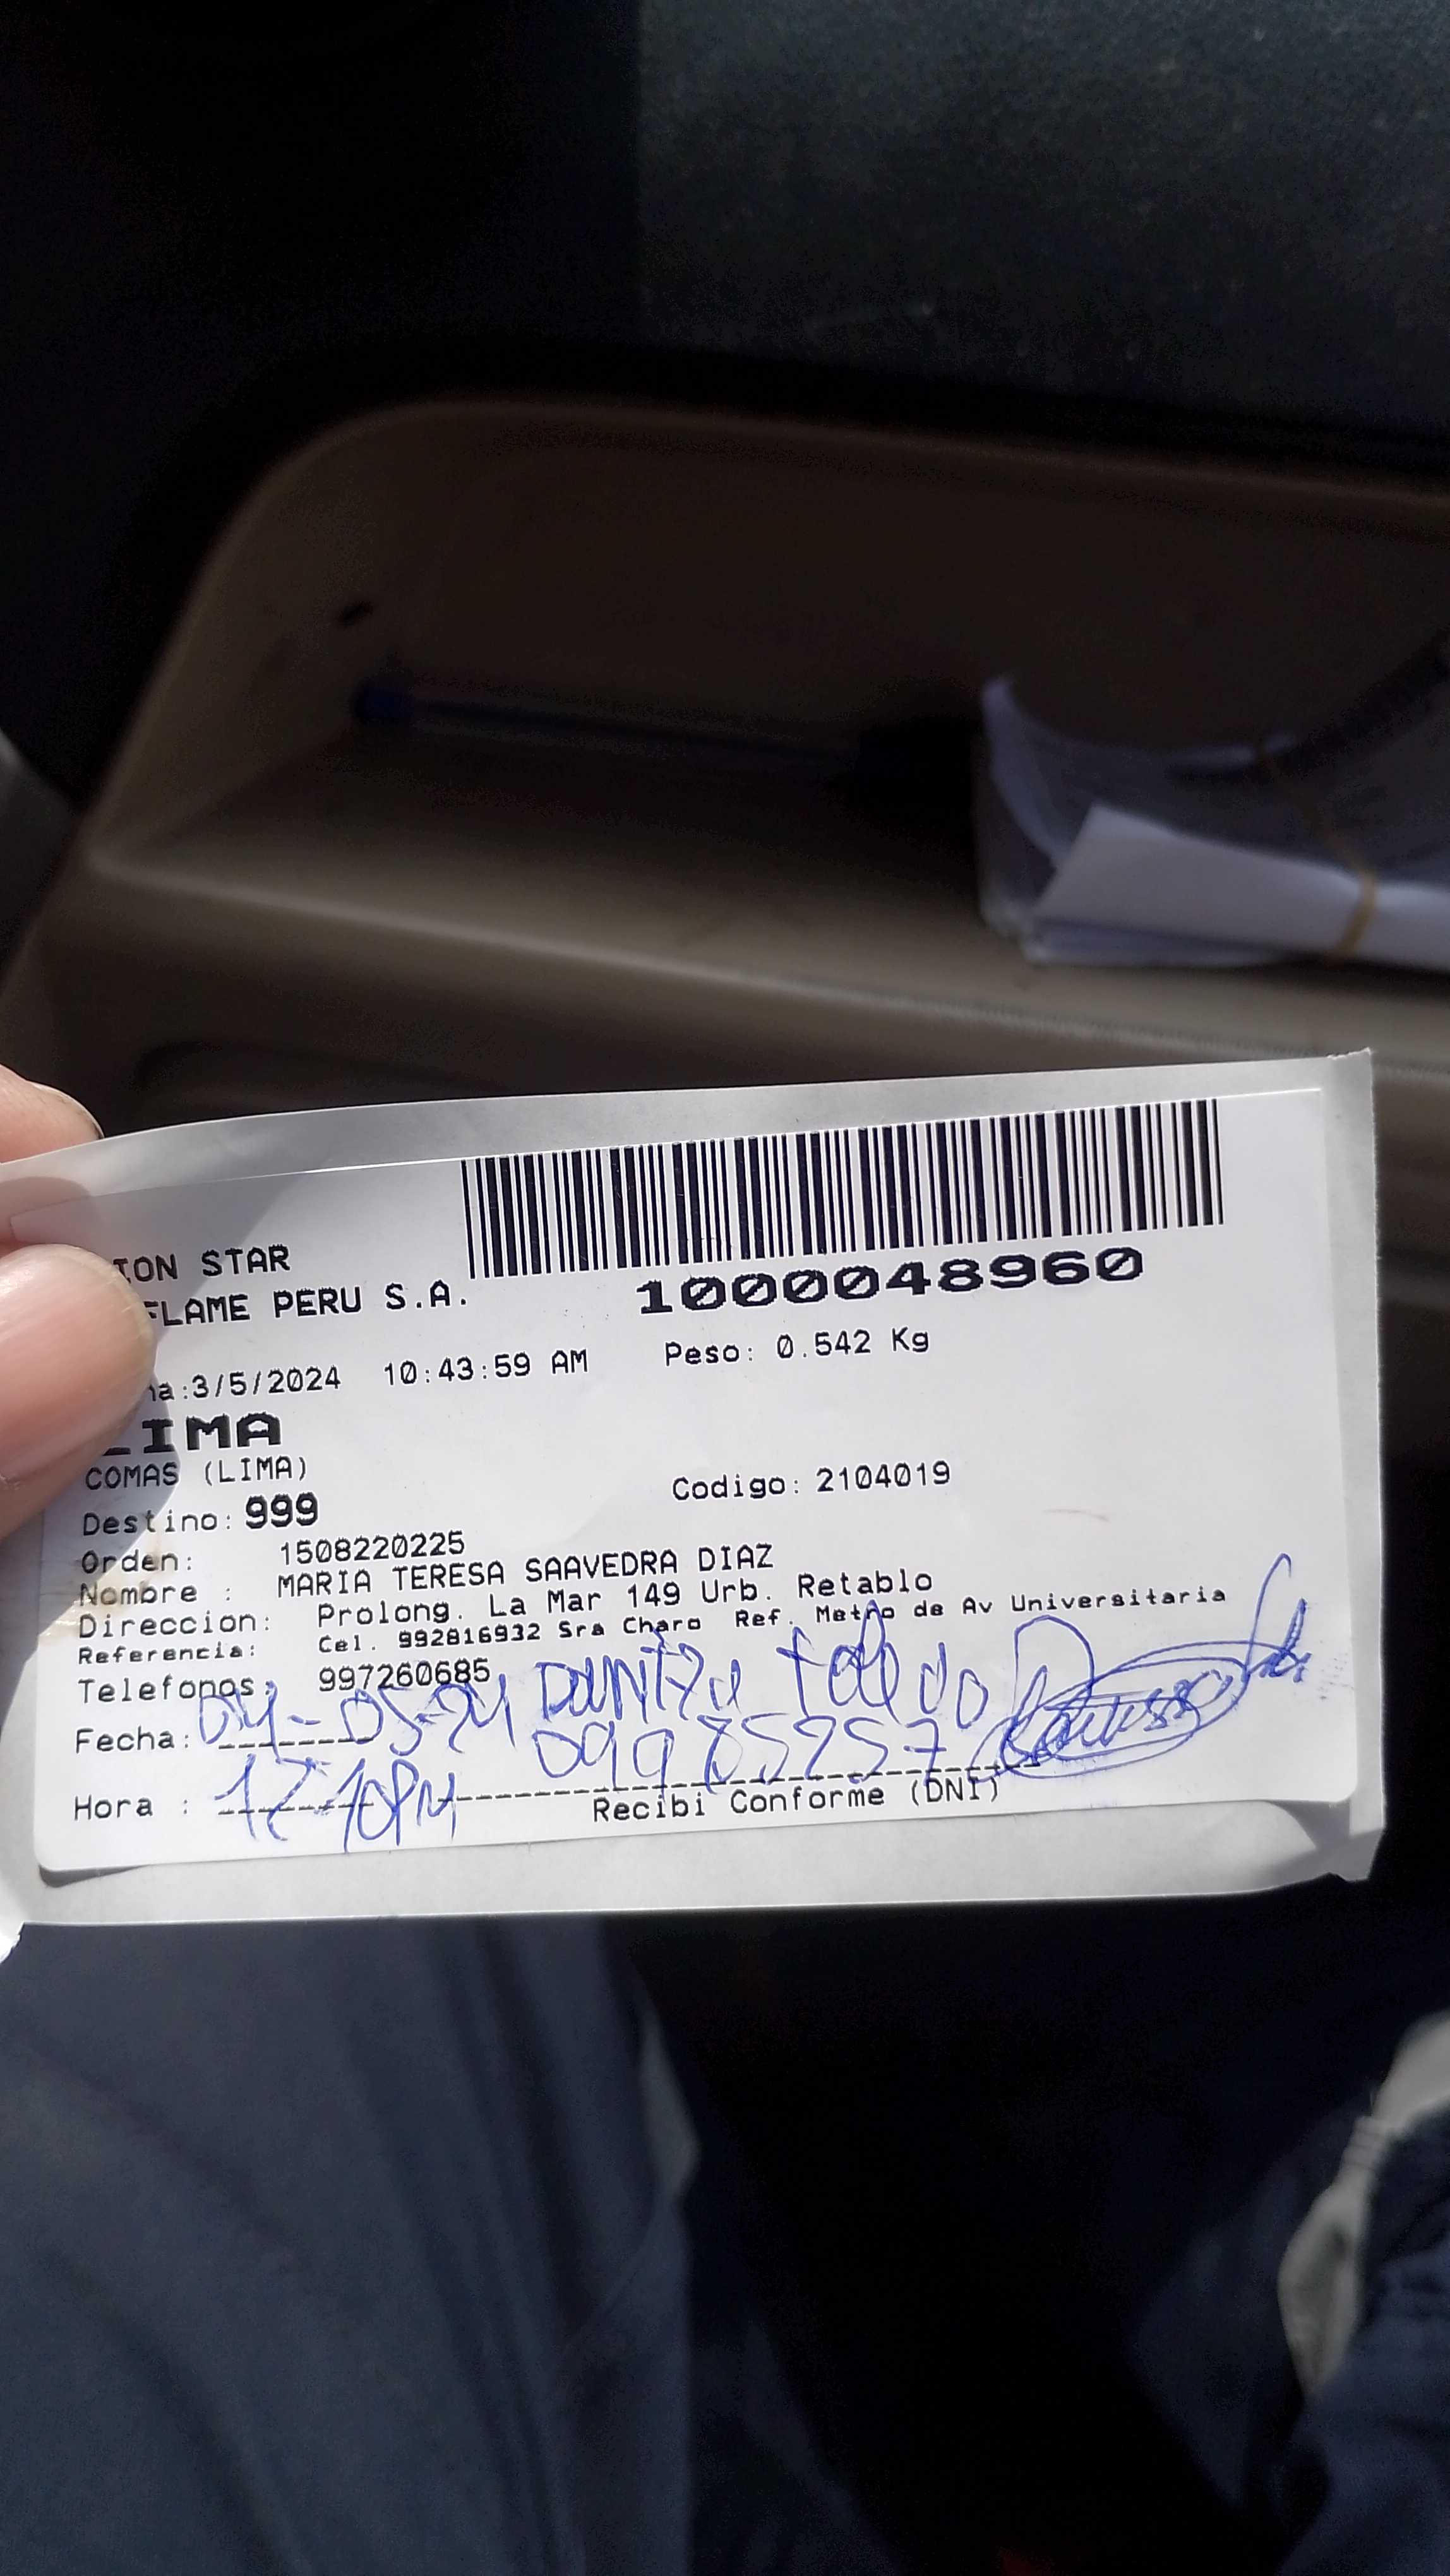 ION STAR
FLAME PERU S.A.
1000048960
ha:3/5/2024 10:43:59 AM Peso: 0.542 Kg
LIMA
COMAS (LIMA)
Codigo: 2104019
Destino: 999
Orden: 1508220225
Nombre : MARIA TERESA SAAVEDRA DIAZ
Direccion: Prolong. La Mar 149 Urb. Retablo
Referencia: Cel. 992816932 Sra Charo Ref. Metro de Av Universitaria
Telefonos: 997260685
Fecha: 04-05-24
Hora : 12:10PM
Recibi Conforme (DNI)